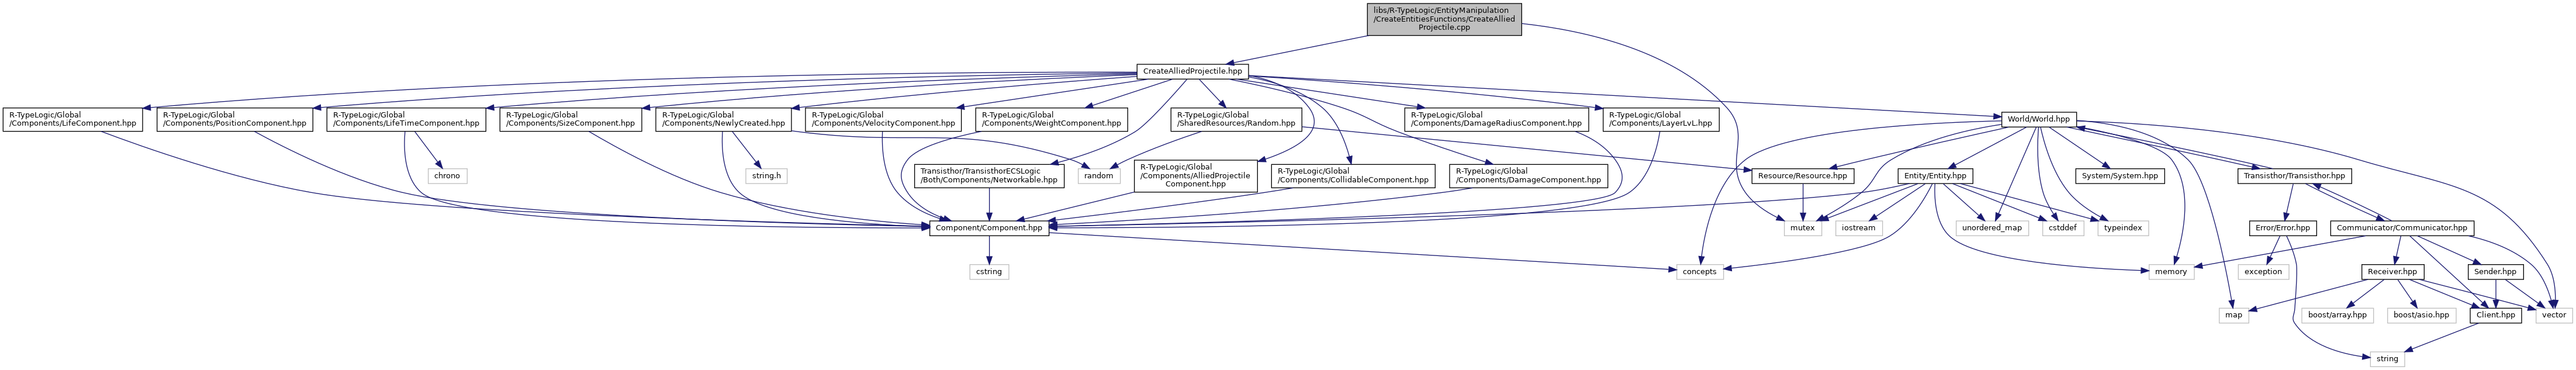 libs/R-TypeLogic/EntityManipulation
/CreateEntitiesFunctions/CreateAllied
Projectile.cpp
CreateAlliedProjectile.hpp
R-TypeLogic/Global
/Components/LifeComponent.hpp
R-TypeLogic/Global
/Components/PositionComponent.hpp
R-TypeLogic/Global
/Components/LifeTimeComponent.hpp
R-TypeLogic/Global
/Components/SizeComponent.hpp
R-TypeLogic/Global
/Components/NewlyCreated.hpp
R-TypeLogic/Global
/Components/VelocityComponent.hpp
R-TypeLogic/Global
/Components/WeightComponent.hpp
R-TypeLogic/Global
/SharedResources/Random.hpp
R-TypeLogic/Global
/Components/DamageRadiusComponent.hpp
R-TypeLogic/Global
/Components/LayerLvL.hpp
World/World.hpp
chrono
string.h
Transisthor/TransisthorECSLogic
/Both/Components/Networkable.hpp
random
R-TypeLogic/Global
/Components/AlliedProjectile
Component.hpp
R-TypeLogic/Global
/Components/CollidableComponent.hpp
R-TypeLogic/Global
/Components/DamageComponent.hpp
Resource/Resource.hpp
Entity/Entity.hpp
System/System.hpp
Transisthor/Transisthor.hpp
Component/Component.hpp
mutex
iostream
unordered_map
cstddef
typeindex
Error/Error.hpp
Communicator/Communicator.hpp
cstring
concepts
memory
exception
Receiver.hpp
Sender.hpp
map
boost/array.hpp
boost/asio.hpp
Client.hpp
vector
string